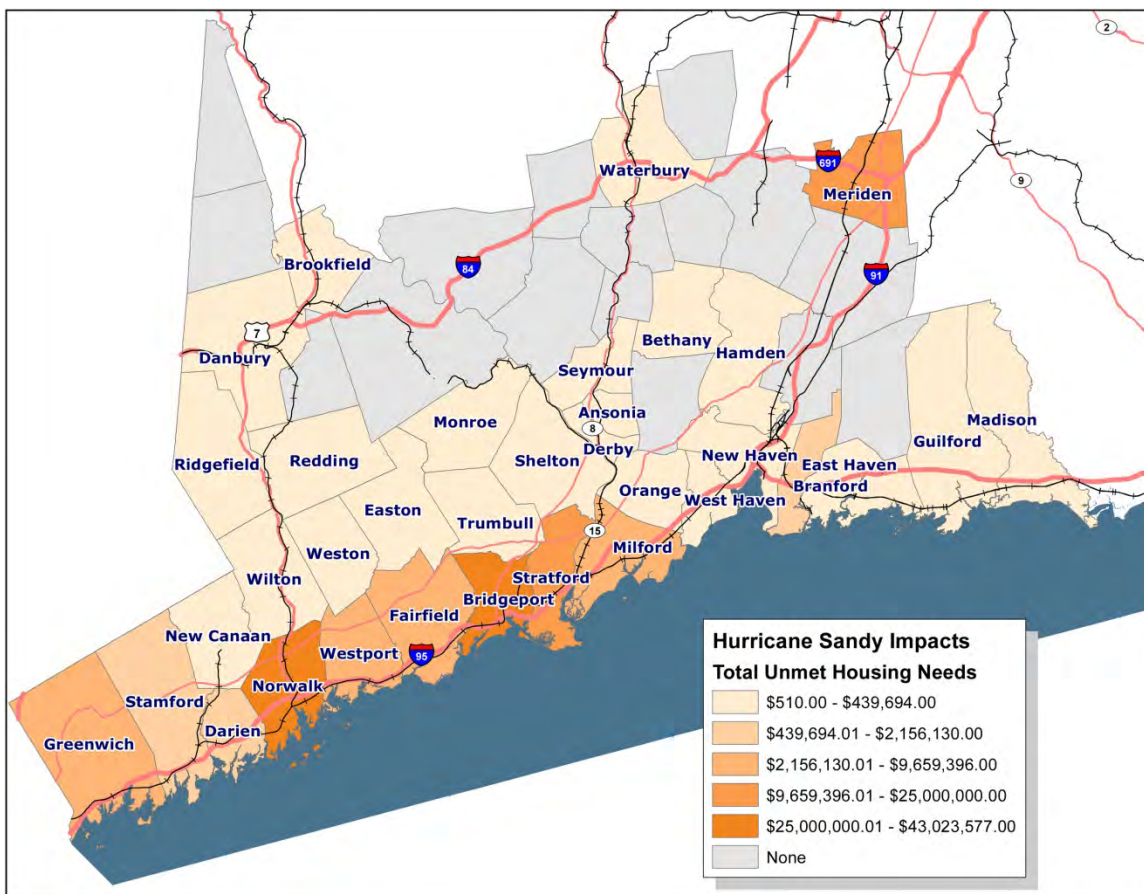 2
691
9
Waterbury
Meriden
Brookfield
84
91
7
Danbury
Bethany
Hamden
Seymour
Ansonia
8
Derby
Monroe
Madison
Guilford
Ridgefield
Redding
Shelton
New Haven
East Haven
Branford
Orange
West Haven
Easton
Trumbull
15
Milford
Weston
Stratford
Wilton
Bridgeport
Fairfield
New Canaan
Westport
95
Norwalk
Stamford
Darien
Greenwich
Hurricane Sandy Impacts
Total Unmet Housing Needs
$510.00 - $439,694.00
$439,694.01 - $2,156,130.00
$2,156,130.01 - $9,659,396.00
$9,659,396.01 - $25,000,000.00
$25,000,000.01 - $43,023,577.00
None